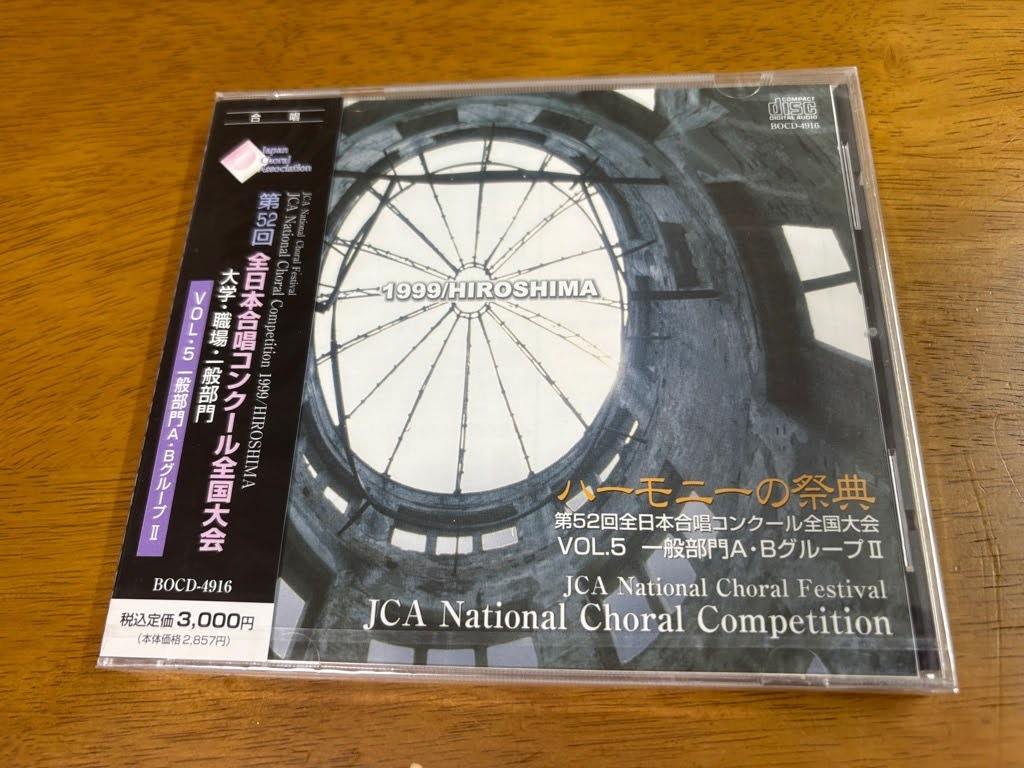 合唱
Japan
Choral
Association
JCA National Choral Festival
JCA National Choral Competition 1999/HIROSHIMA
第52回 全日本合唱コンクール全国大会
大学・職場・一般部門
VOL.5 一般部門A・BグループⅡ
BOCD-4916
税込定価3,000円
(本体価格2,857円)
COMPACT
disc
DIGITAL AUDIO
BOCD-4916
1999/HIROSHIMA
ハーモニーの祭典
第52回全日本合唱コンクール全国大会
VOL.5 一般部門A・BグループⅡ
JCA National Choral Festival
JCA National Choral Competition